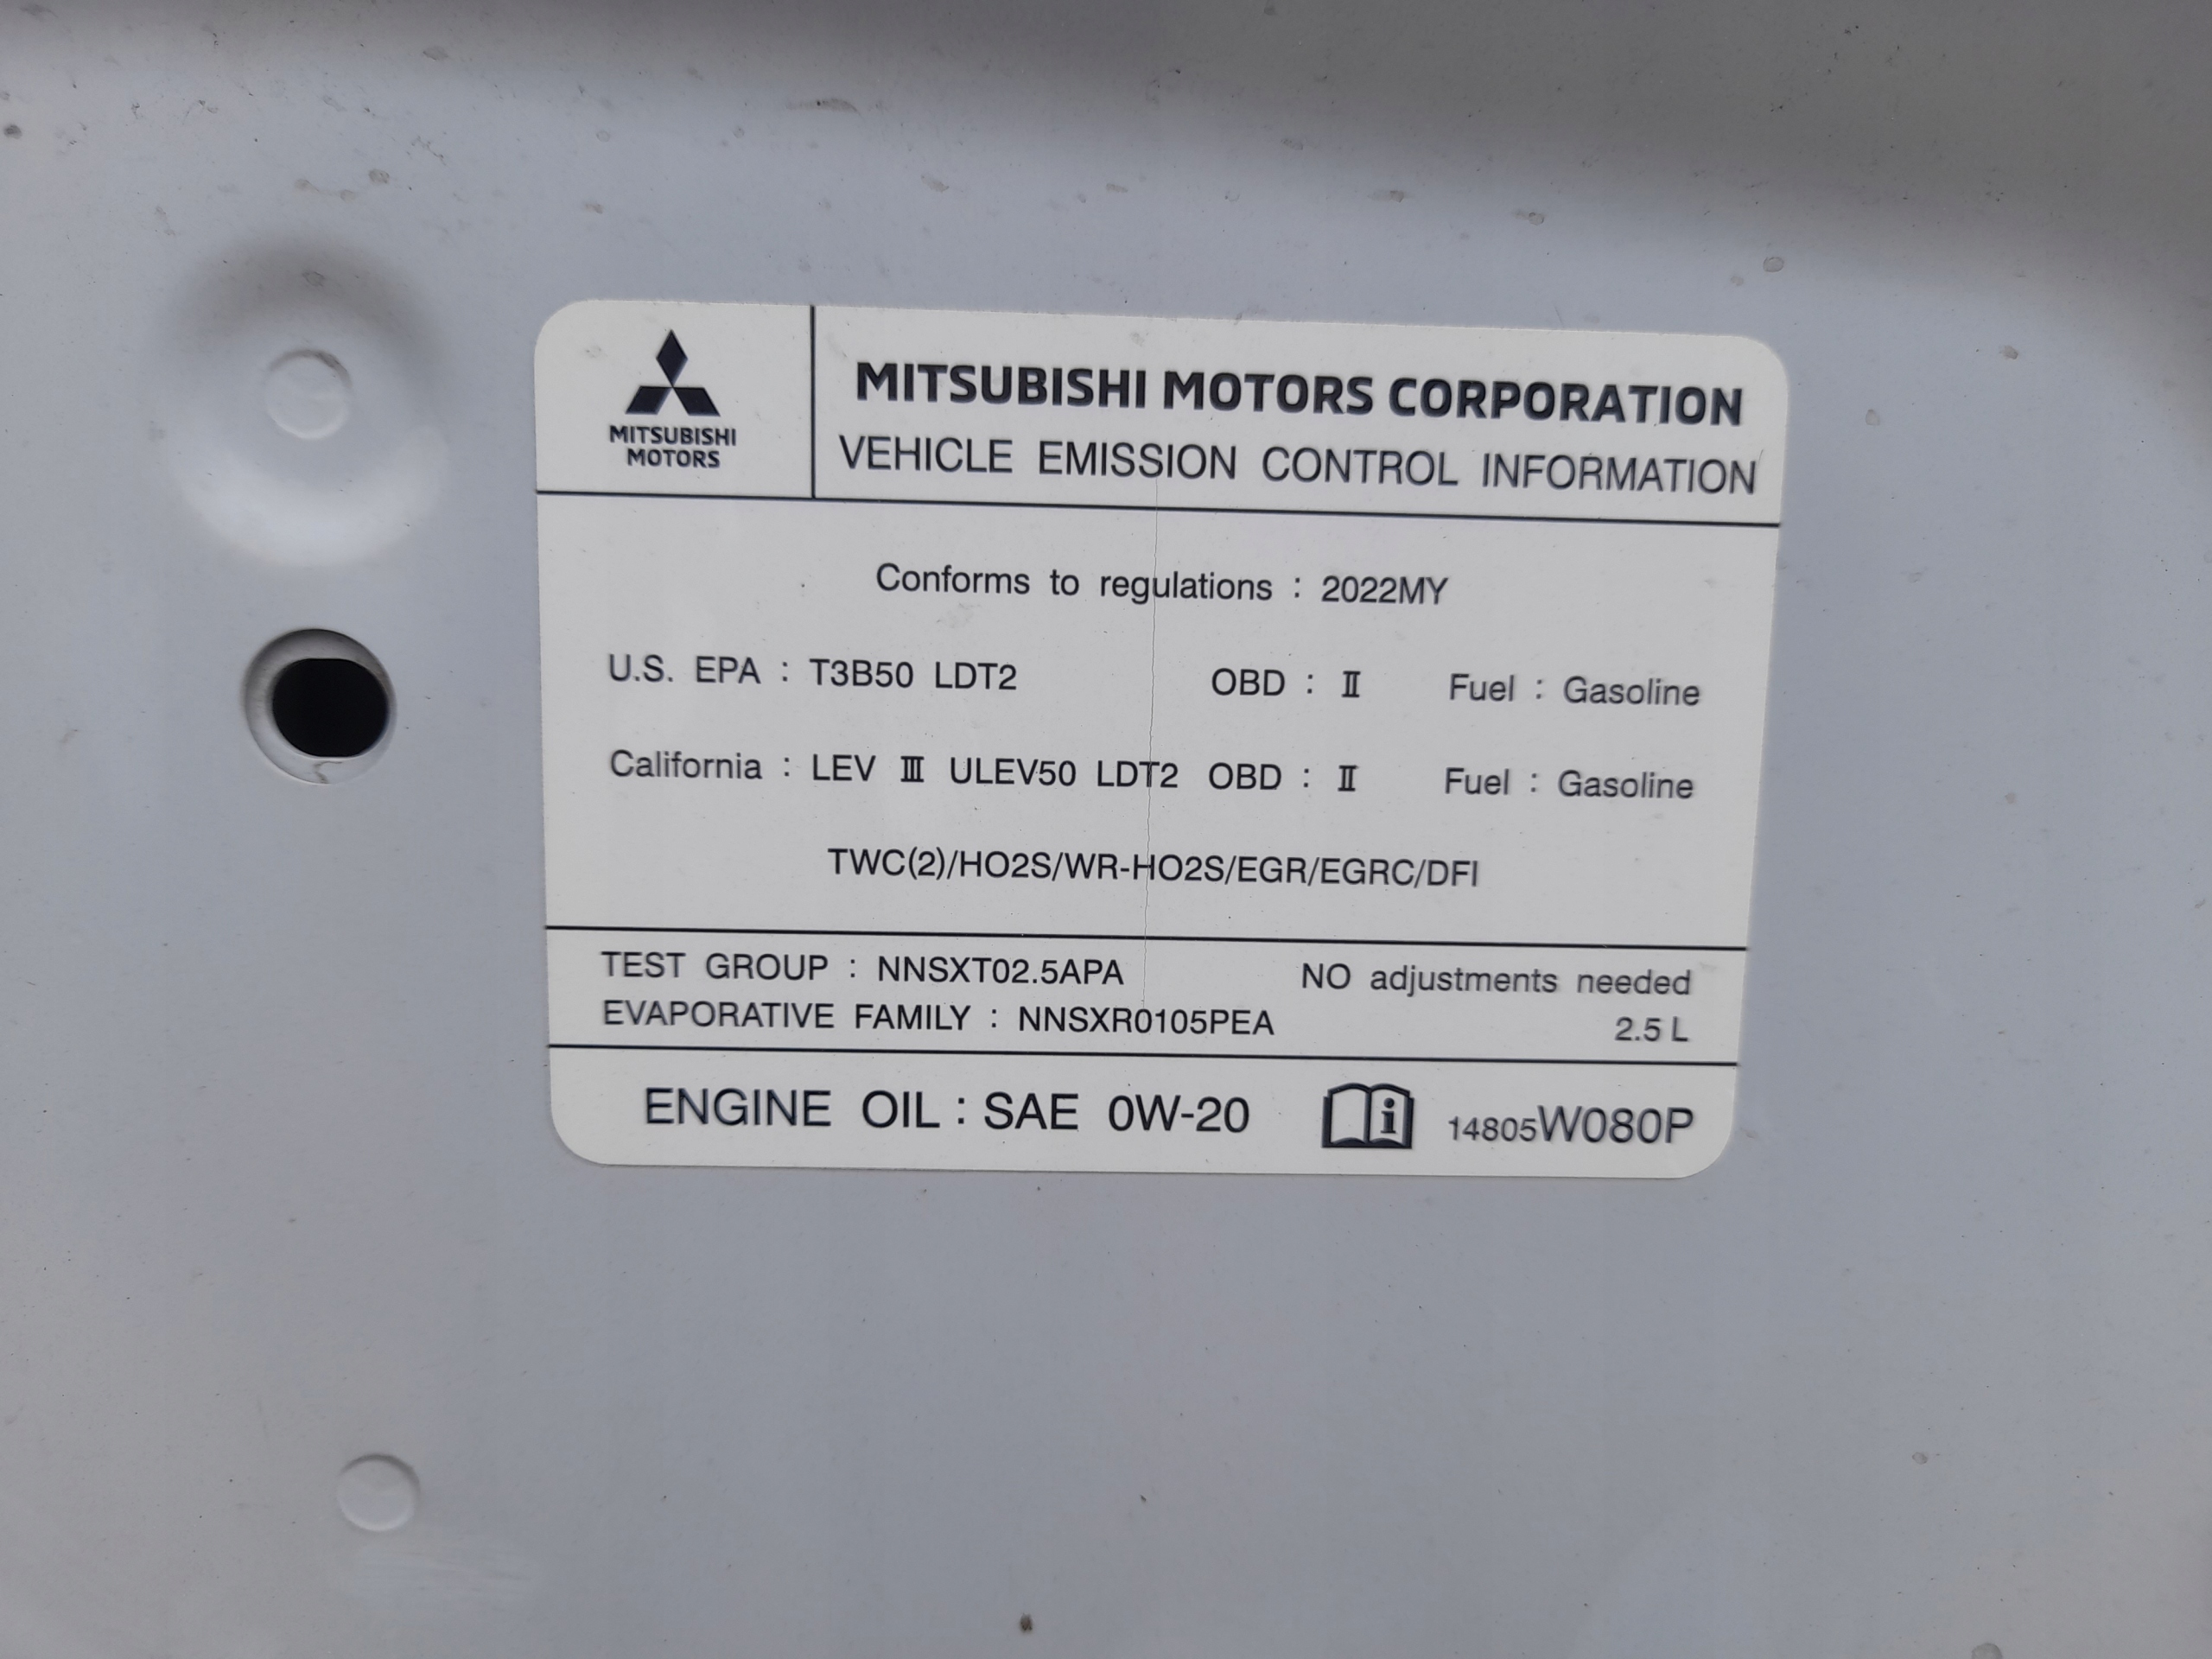 MITSUBISHI
MOTORS
MITSUBISHI MOTORS CORPORATION
VEHICLE EMISSION CONTROL INFORMATION
Conforms to regulations : 2022MY
U.S. EPA : T3B50 LDT2 OBD : Ⅱ Fuel : Gasoline
California : LEV Ⅲ ULEV50 LDT2 OBD : Ⅱ Fuel : Gasoline
TWC(2)/HO2S/WR-HO2S/EGR/EGRC/DFI
TEST GROUP : NNSXT02.5APA NO adjustments needed
EVAPORATIVE FAMILY : NNSXR0105PEA 2.5 L
ENGINE OIL : SAE 0W-20 i 14805W080P